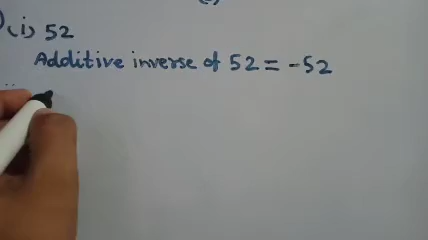 (i) 52
Additive inverse of 52 = -52